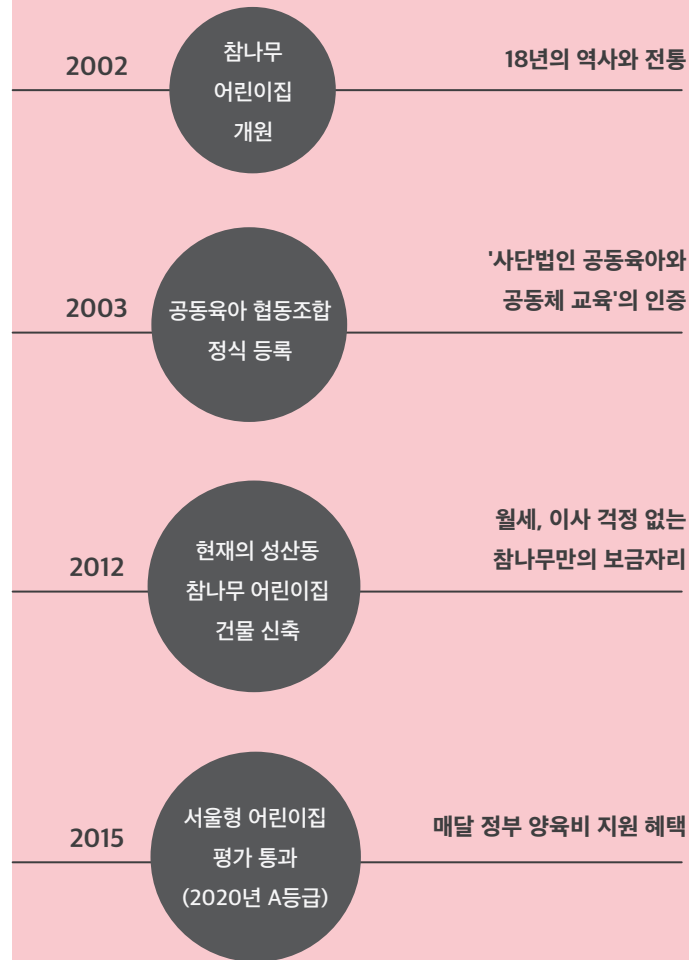 2002
참나무
어린이집
개원
18년의 역사와 전통
2003
공동육아 협동조합
정식 등록
'사단법인 공동육아와
공동체 교육'의 인증
2012
현재의 성산동
참나무 어린이집
건물 신축
월세, 이사 걱정 없는
참나무만의 보금자리
2015
서울형 어린이집
평가 통과
(2020년 A등급)
매달 정부 양육비 지원 혜택